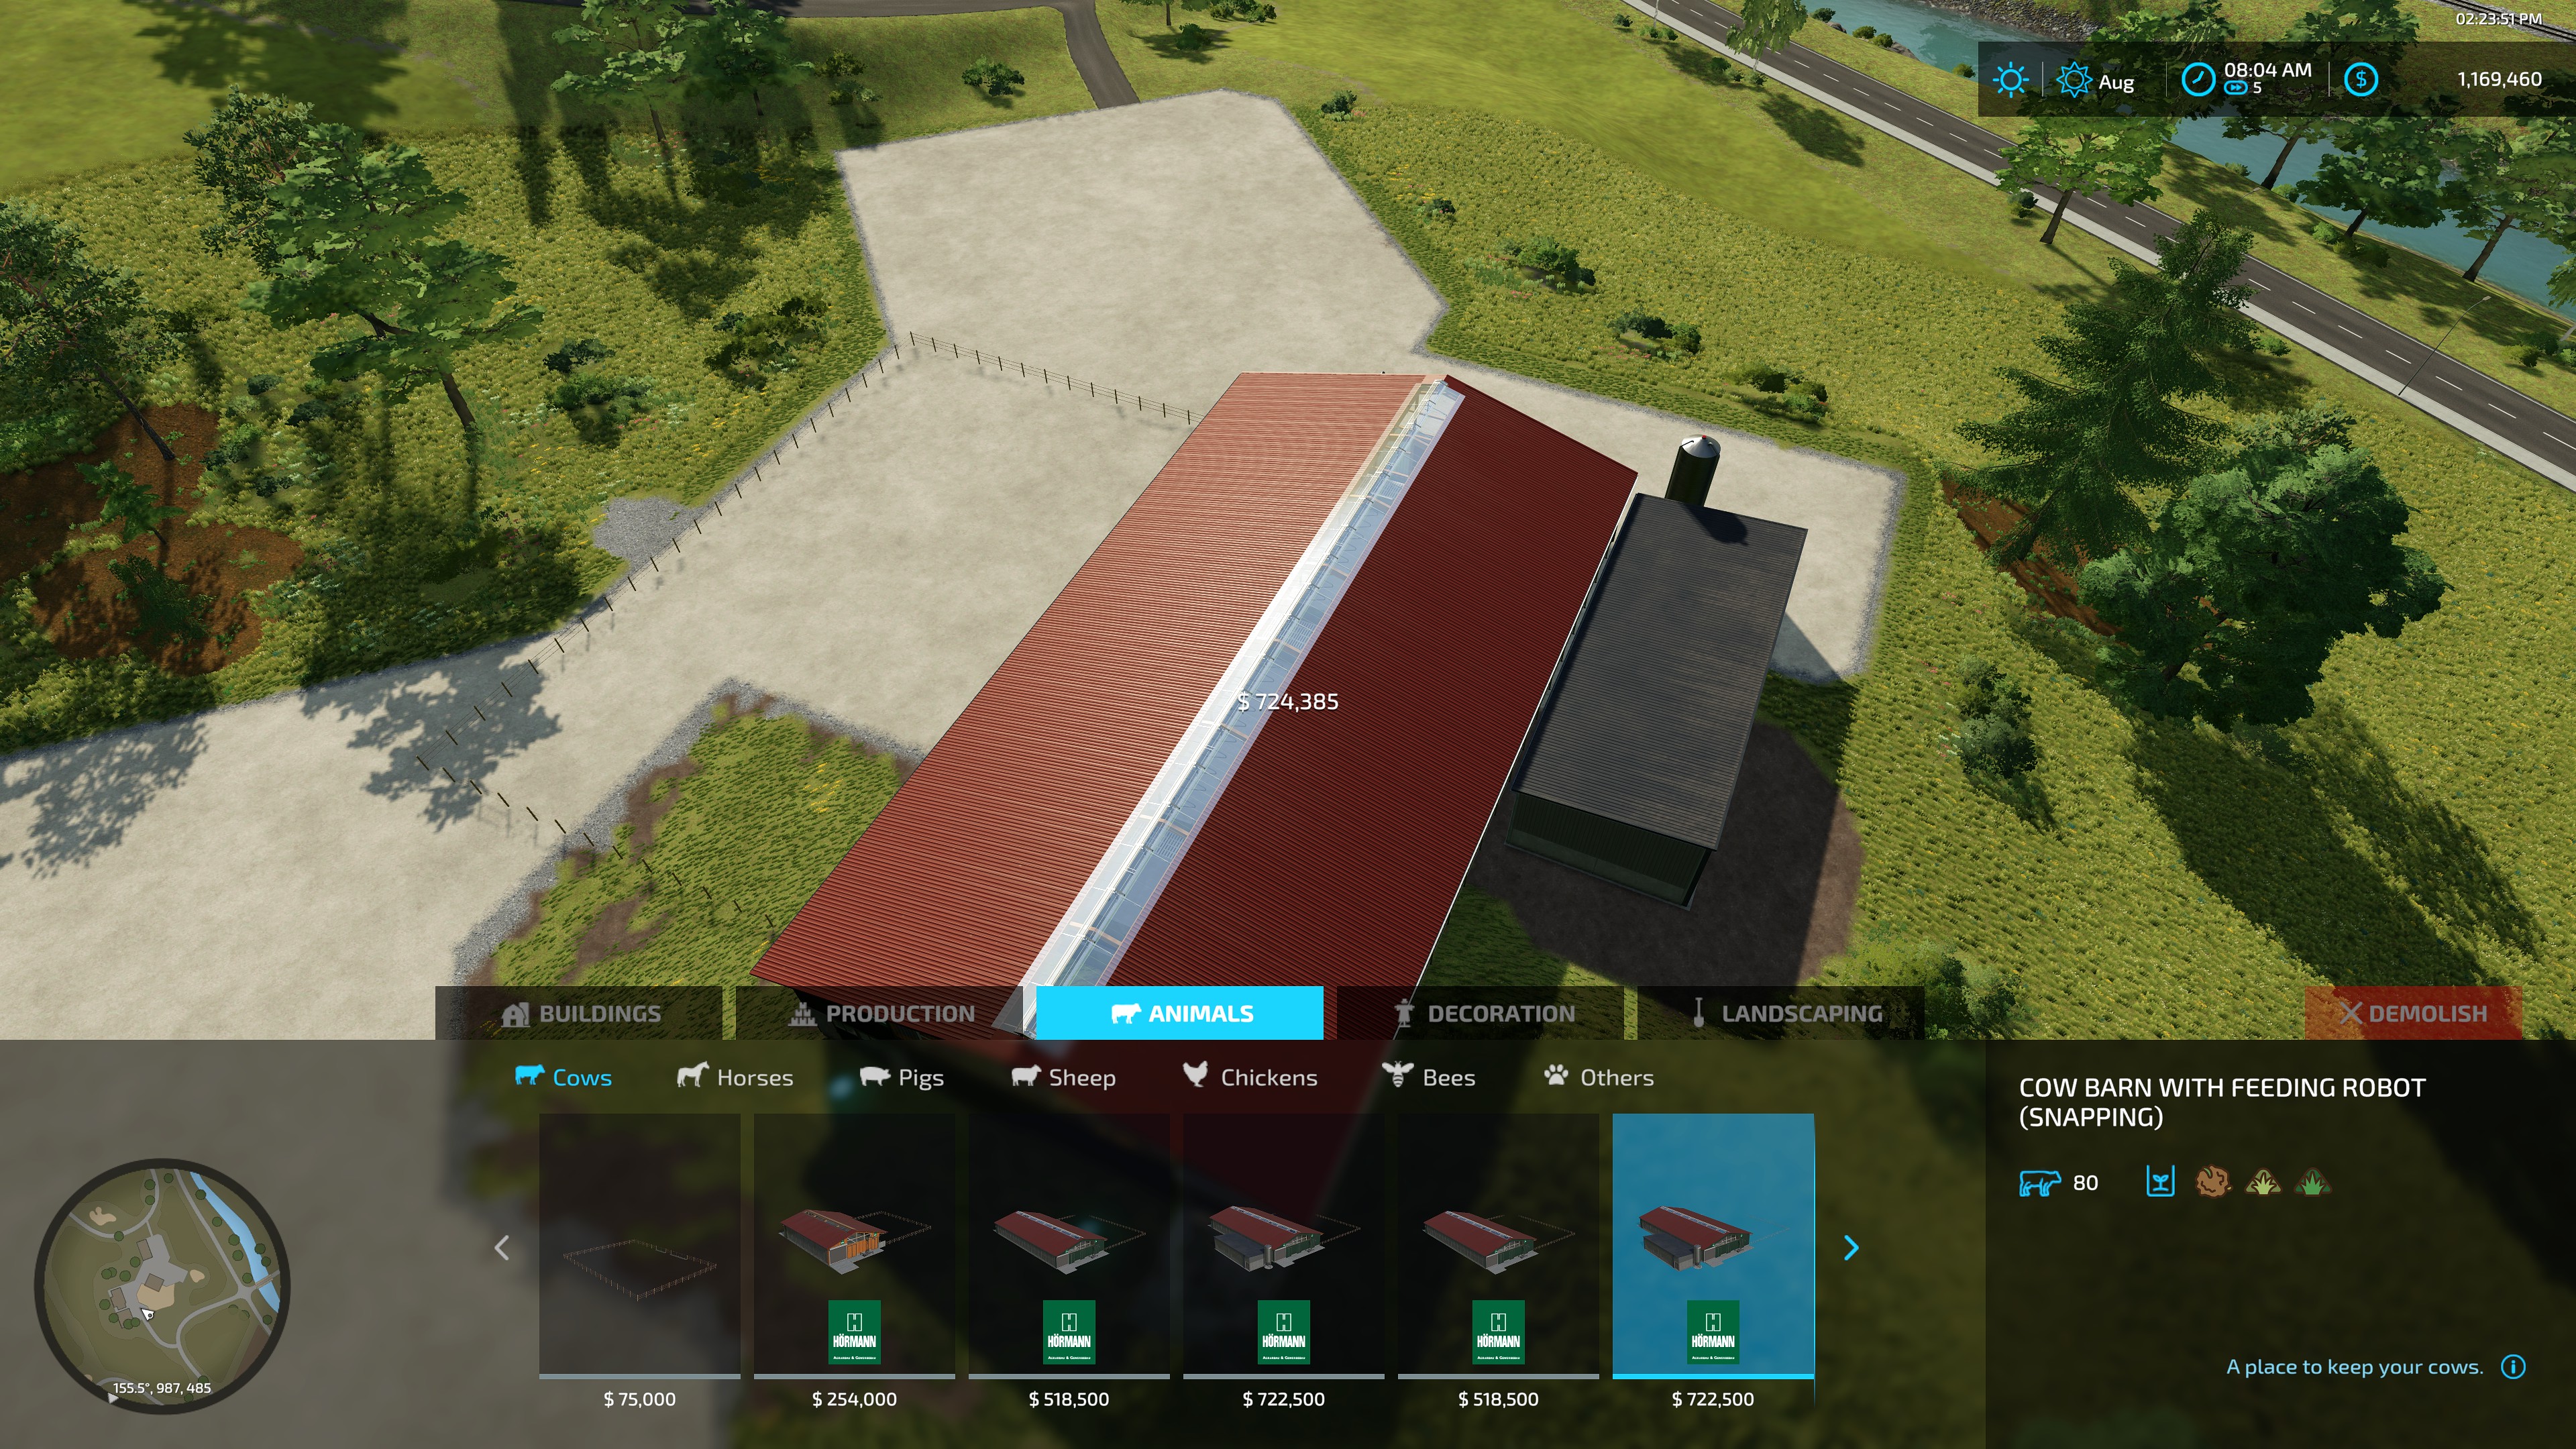 02:23:51 PM
Aug
08:04 AM
5
$
1,169,460
$ 724,385
BUILDINGS
PRODUCTION
ANIMALS
DECORATION
LANDSCAPING
DEMOLISH
Cows
Horses
Pigs
Sheep
Chickens
Bees
Others
COW BARN WITH FEEDING ROBOT
(SNAPPING)
80
HÖRMANN
HÖRMANN
HÖRMANN
HÖRMANN
HÖRMANN
A place to keep your cows.
155.5°, 987, 485
$ 75,000
$ 254,000
$ 518,500
$ 722,500
$ 518,500
$ 722,500